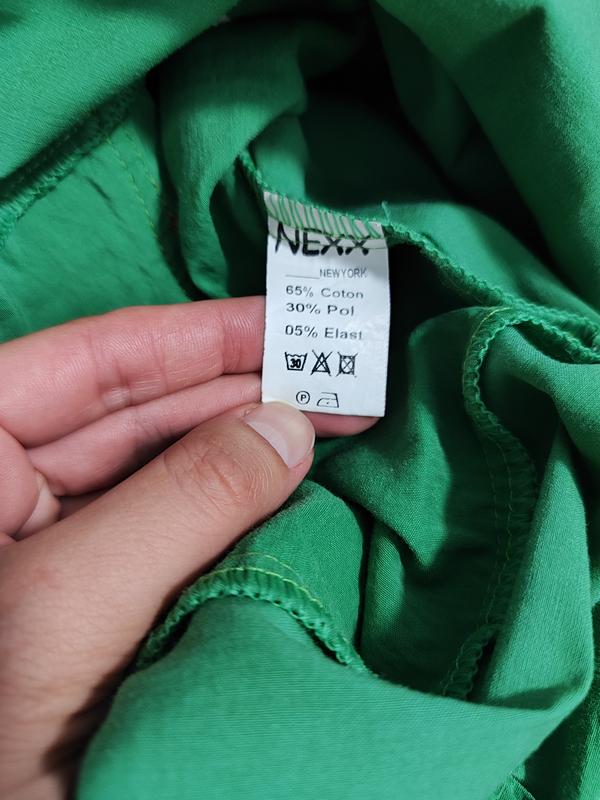 NEXX
NEWYORK
65% Coton
30% Pol
05% Elast
30
P